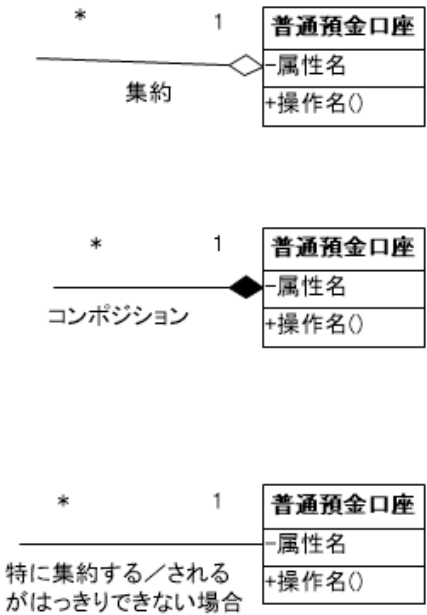 * 1 普通預金口座
-属性名
集約
+操作名()
* 1 普通預金口座
-属性名
コンポジション
+操作名()
* 1 普通預金口座
-属性名
特に集約する／される
+操作名()
がはっきりできない場合